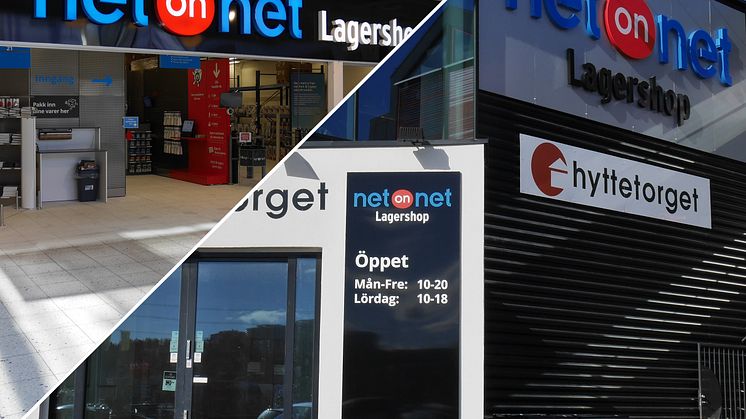 net on net
Lagershop
Inngang
Pakk inn
dine varer her
net on net
Lagershop
hyttetorget
orget
net on net
Lagershop
Öppet
Mån-Fre: 10-20
Lördag: 10-18